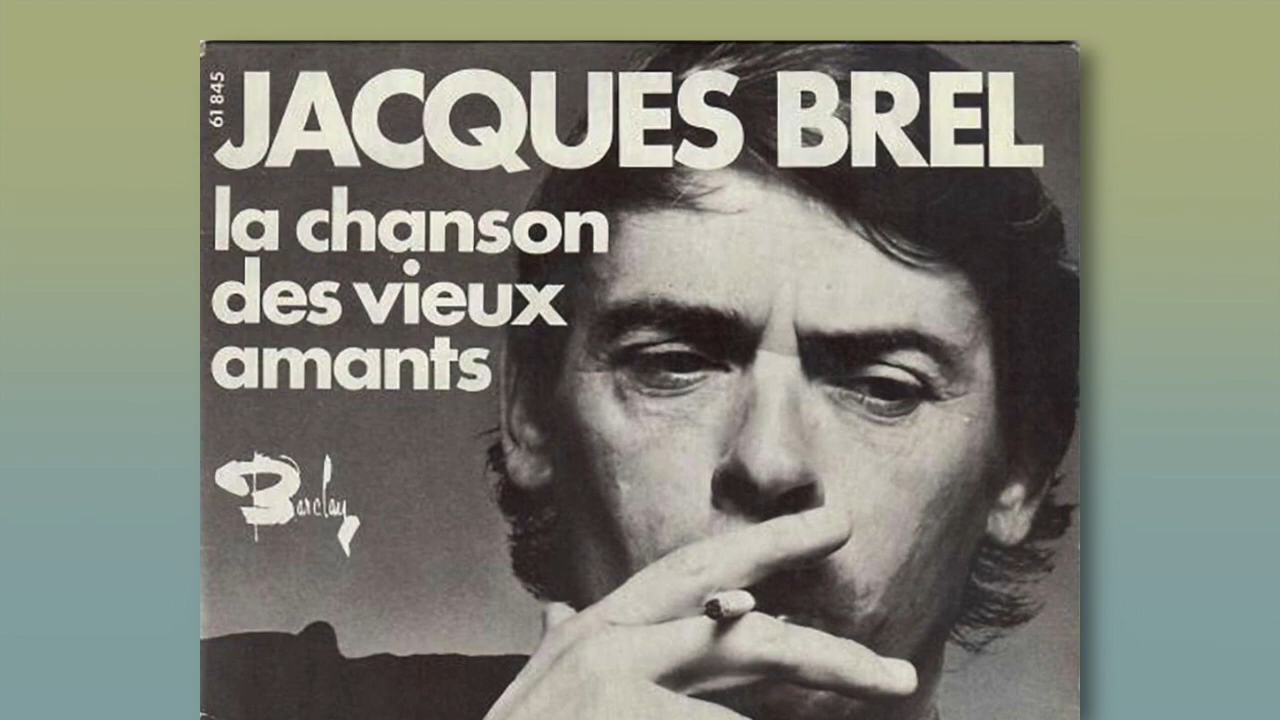 61 845
JACQUES BREL
la chanson
des vieux
amants
Barclay